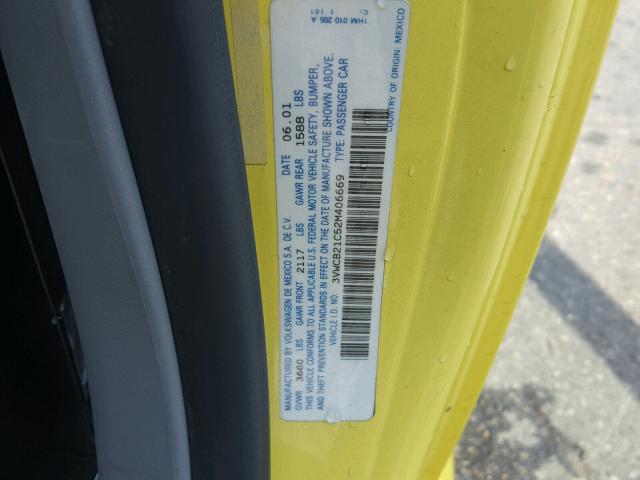 MANUFACTURED BY VOLKSWAGEN DE MEXICO S.A. DE C.V. DATE 06.01
GVWR 3660 LBS GAWR FRONT 2117 LBS GAWR REAR 1588 LBS
THIS VEHICLE CONFORMS TO ALL APPLICABLE U.S. FEDERAL MOTOR VEHICLE SAFETY, BUMPER,
AND THEFT PREVENTION STANDARDS IN EFFECT ON THE DATE OF MANUFACTURE SHOWN ABOVE.
VEHICLE I.D. NO. 3VWCB21C52M406669 TYPE: PASSENGER CAR
COUNTRY OF ORIGIN: MEXICO
1HM 010 205 A